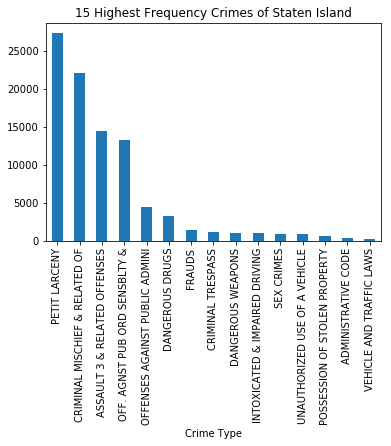 15 Highest Frequency Crimes of Staten Island
25000
20000
15000
10000
5000
0
PETIT LARCENY
CRIMINAL MISCHIEF & RELATED OF
ASSAULT 3 & RELATED OFFENSES
OFF. AGNST PUB ORD SENSBLTY &
OFFENSES AGAINST PUBLIC ADMINI
DANGEROUS DRUGS
FRAUDS
CRIMINAL TRESPASS
DANGEROUS WEAPONS
INTOXICATED & IMPAIRED DRIVING
SEX CRIMES
UNAUTHORIZED USE OF A VEHICLE
POSSESSION OF STOLEN PROPERTY
ADMINISTRATIVE CODE
VEHICLE AND TRAFFIC LAWS
Crime Type